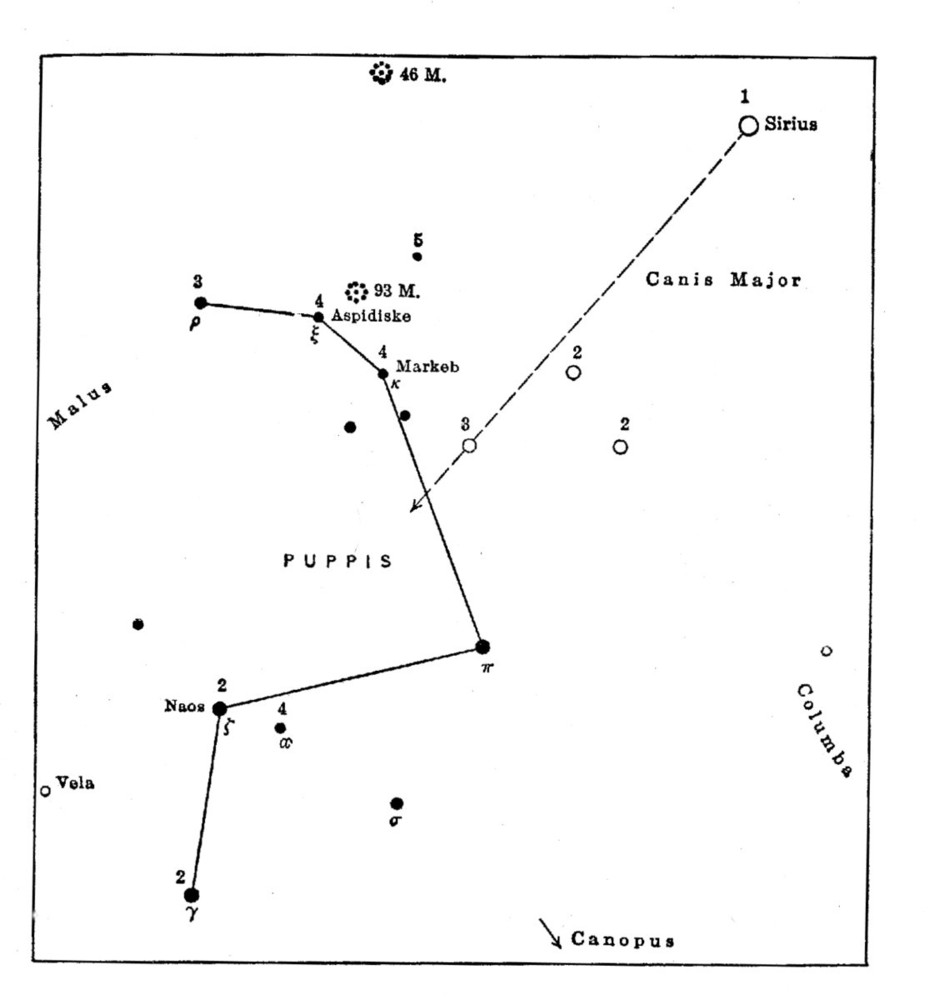 46 M.
1
Sirius
5
Canis Major
93 M.
3
ρ
4
Aspidiske
ξ
4
Markeb
κ
2
Malus
3
2
PUPPIS
π
2
Naos
ζ
4
α
Columba
Vela
σ
2
γ
Canopus